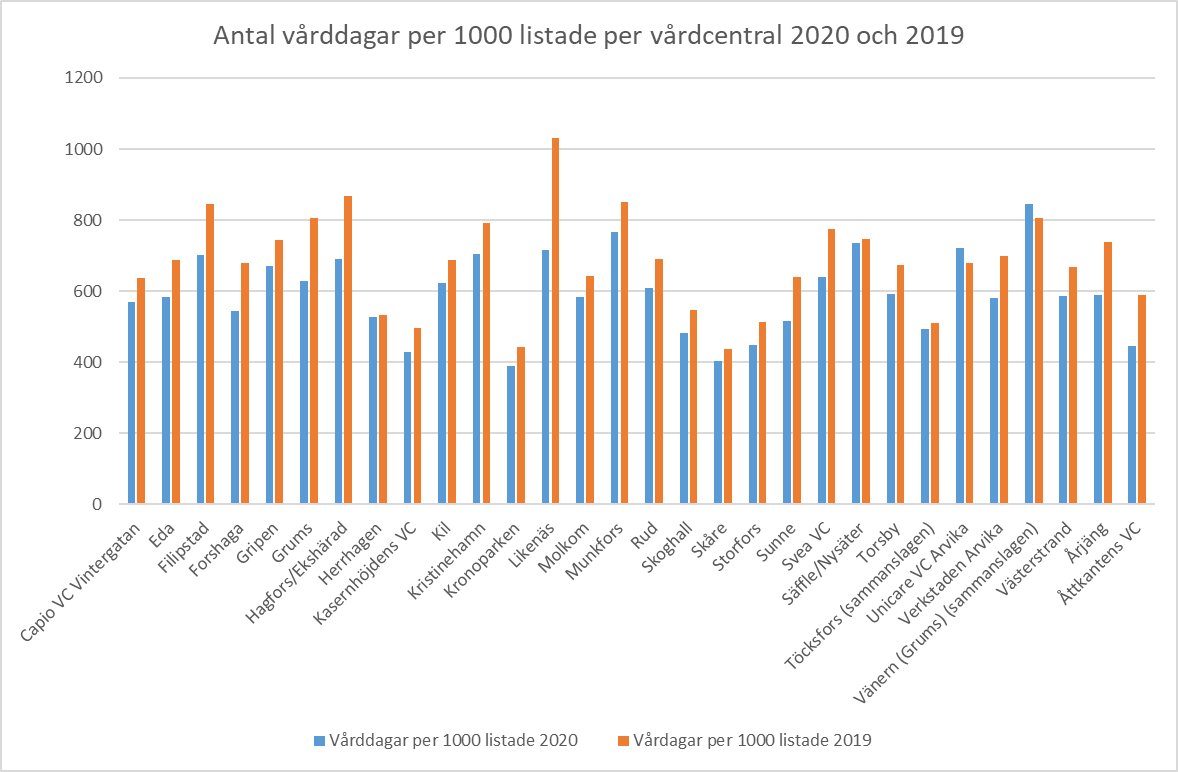 Antal vårddagar per 1000 listade per vårdcentral 2020 och 2019
1200
1000
800
600
400
200
0
Capio VC Vintergatan
Eda
Filipstad
Forshaga
Gripen
Grums
Hagfors/Ekshärad
Herrhagen
Kasernhöjdens VC
Kil
Kristinehamn
Kronoparken
Likenäs
Molkom
Munkfors
Rud
Skoghall
Skåre
Storfors
Sunne
Svea VC
Säffle/Nysäter
Torsby
Töcksfors (sammanslagen)
Unicare VC Arvika
Verkstaden Arvika
Vänern (Grums) (sammanslagen)
Västerstrand
Årjäng
Åttkantens VC
Vårddagar per 1000 listade 2020
Vårdagar per 1000 listade 2019